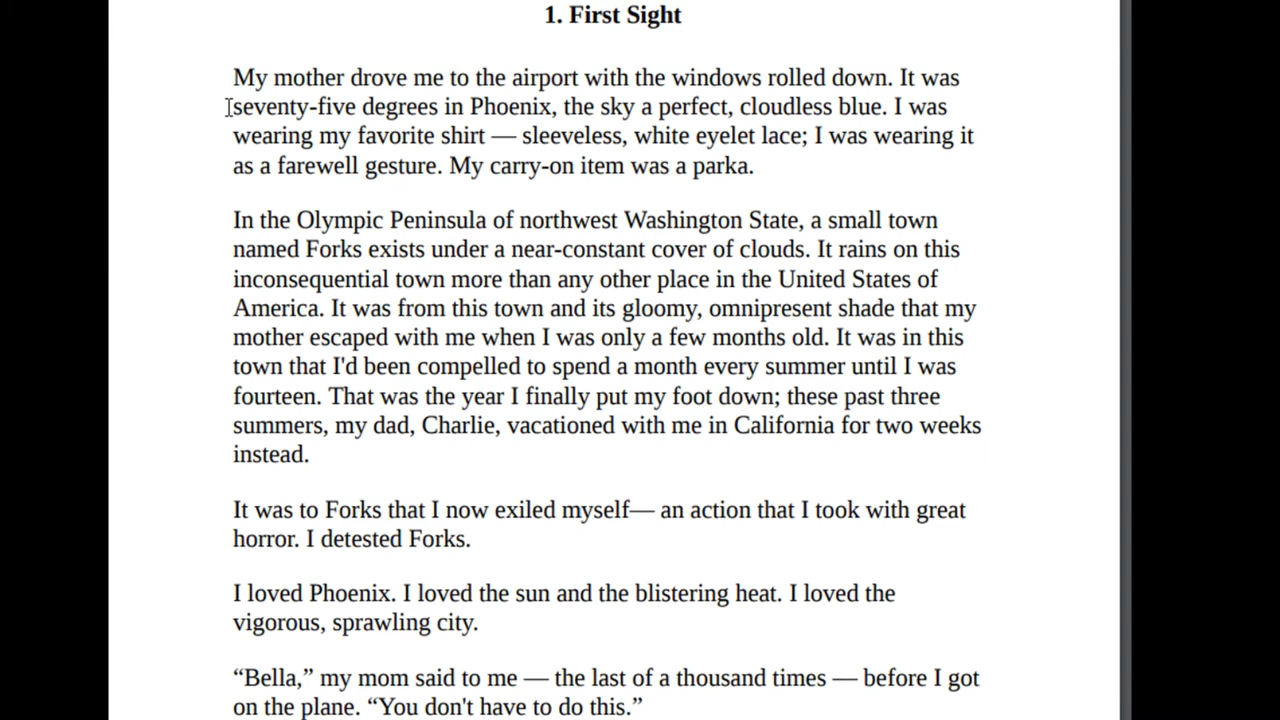 1. First Sight
My mother drove me to the airport with the windows rolled down. It was
seventy-five degrees in Phoenix, the sky a perfect, cloudless blue. I was
wearing my favorite shirt — sleeveless, white eyelet lace; I was wearing it
as a farewell gesture. My carry-on item was a parka.
In the Olympic Peninsula of northwest Washington State, a small town
named Forks exists under a near-constant cover of clouds. It rains on this
inconsequential town more than any other place in the United States of
America. It was from this town and its gloomy, omnipresent shade that my
mother escaped with me when I was only a few months old. It was in this
town that I'd been compelled to spend a month every summer until I was
fourteen. That was the year I finally put my foot down; these past three
summers, my dad, Charlie, vacationed with me in California for two weeks
instead.
It was to Forks that I now exiled myself— an action that I took with great
horror. I detested Forks.
I loved Phoenix. I loved the sun and the blistering heat. I loved the
vigorous, sprawling city.
“Bella,” my mom said to me — the last of a thousand times — before I got
on the plane. “You don't have to do this.”